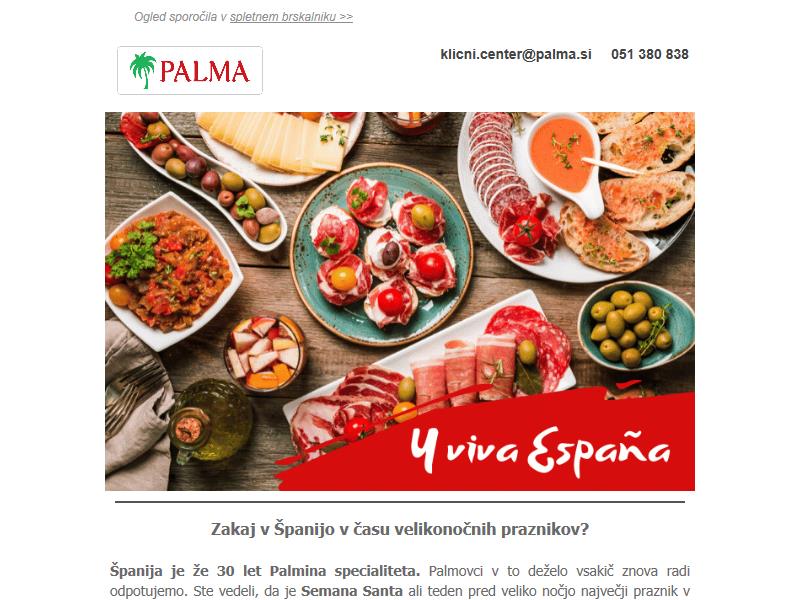 Ogled sporočila v spletnem brskalniku >>
PALMA
klicni.center@palma.si 051 380 838
Y viva España
Zakaj v Španijo v času velikonočnih praznikov?
Španija je že 30 let Palmina specialiteta. Palmovci v to deželo vsakič znova radi
odpotujemo. Ste vedeli, da je Semana Santa ali teden pred veliko nočjo največji praznik v